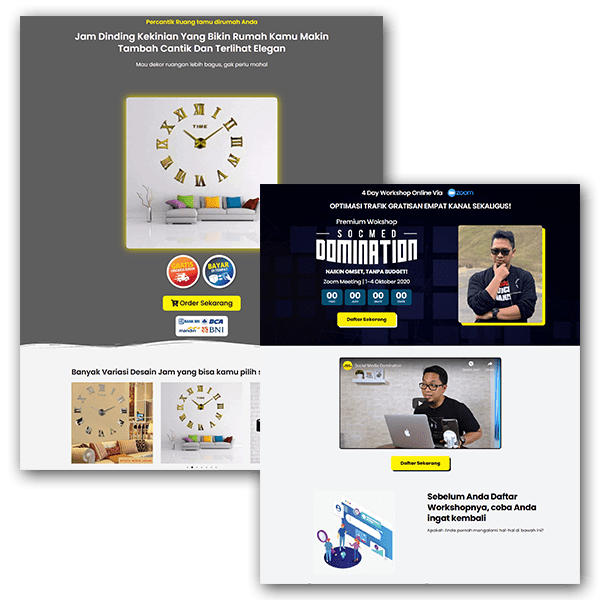 Percantik Ruang tamu dirumah Anda
Jam Dinding Kekinian Yang Bikin Rumah Kamu Makin
Tambah Cantik Dan Terlihat Elegan
Mau dekor ruangan lebih bagus, gak perlu mahal
TIME
GRATIS
BAYAR
DI TEMPAT
Order Sekarang
BANK BRI
BCA
mandiri
BNI
Banyak Variasi Desain Jam yang bisa kamu pilih
TIME
4 Day Workshop Online Via
zoom
OPTIMASI TRAFIK GRATISAN EMPAT KANAL SEKALIGUS!
Premium Wokshop
SOCMED
DOMINATION
NAIKIN OMSET, TANPA BUDGET!
Zoom Meeting | 1-4 Oktober 2020
00 00 00 00
Daftar Sekarang
Social Media Domination
Daftar Sekarang
Sebelum Anda Daftar
Workshopnya, coba Anda
ingat kembali
Apakah Anda pernah mengalami hal-hal di bawah ini?